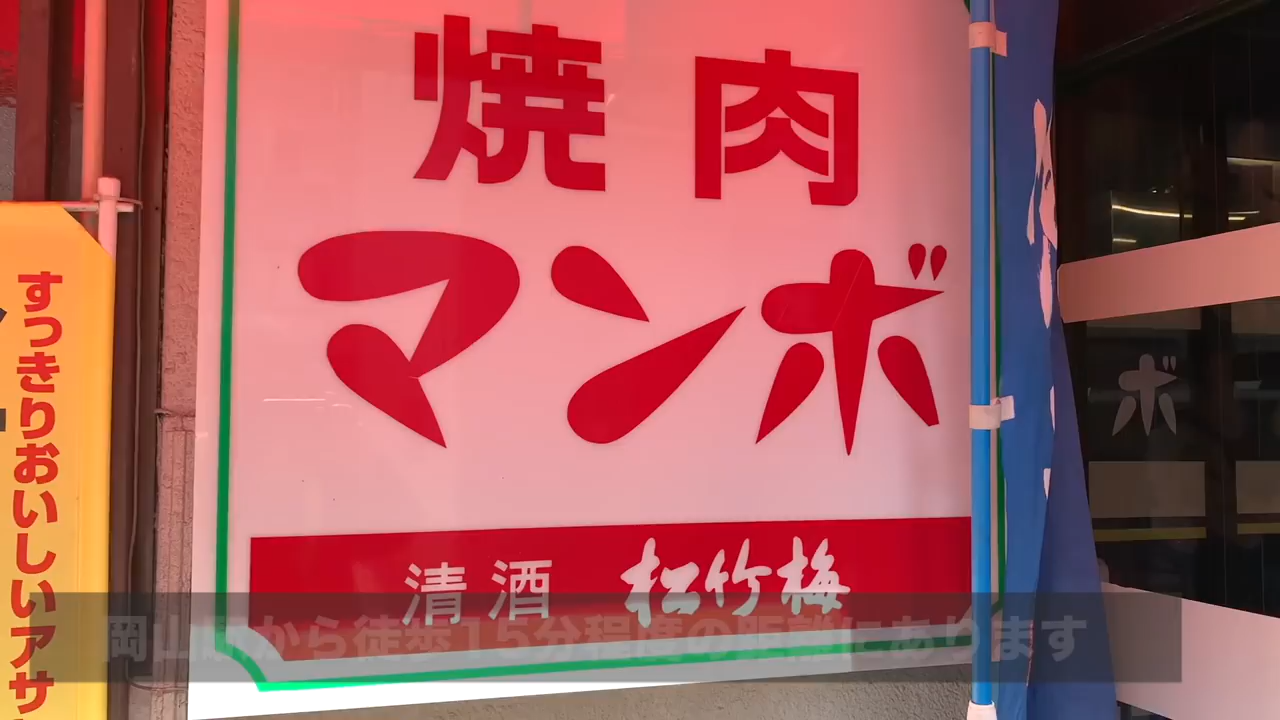 焼肉
マンボ
清酒 松竹梅
すっきりおいしいアサ
ボ
岡山駅から徒歩15分程度の距離にあります